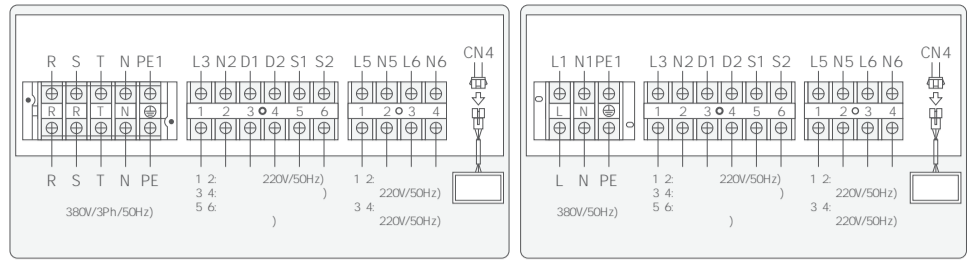 R S T N PE1 L3 N2 D1 D2 S1 S2 L5 N5 L6 N6 CN4
R R T N 1 2 3 4 5 6 1 2 3 4
R S T N PE
380V/3Ph/50Hz)
1 2: 220V/50Hz)
3 4: )
5 6:
)
1 2:
220V/50Hz)
3 4:
220V/50Hz)
L1 N1 PE1 L3 N2 D1 D2 S1 S2 L5 N5 L6 N6 CN4
L N 1 2 3 4 5 6 1 2 3 4
L N PE
380V/50Hz)
1 2: 220V/50Hz)
3 4: )
5 6:
)
1 2:
220V/50Hz)
3 4:
220V/50Hz)